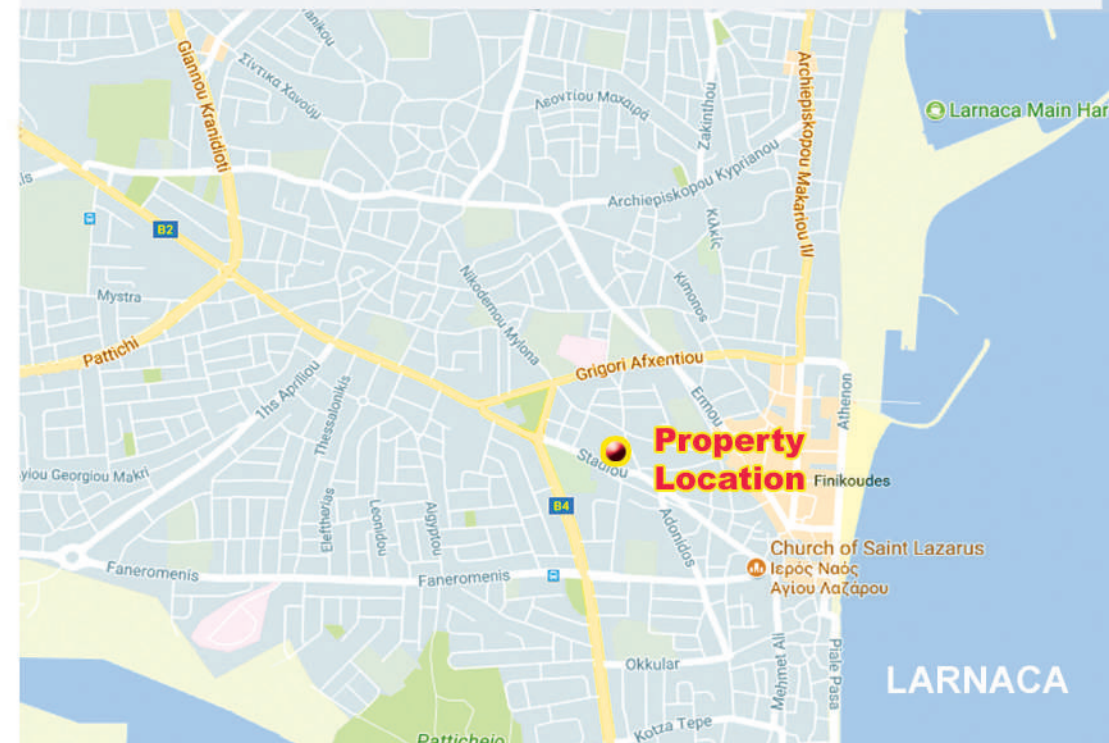 Giannou Kranidioti
Σίντικα Χανούμ
Λεοντίου Μαχαιρά
Zakinthou
Archiepiskopou Makariou III
Larnaca Main Har
Archiepiskopou Kyprianou
Κιλκίς
B2
Mystra
Nikodemou Mylona
Kimonos
Pattichi
1hs Apriliou
Thessalonikis
Grigori Afxentiou
Ermou
Athenon
Property
Location
Stadiou
Finikoudes
yiou Georgiou Makri
Eleftherias
Leonidou
Aigyptou
B4
Adonidos
Church of Saint Lazarus
Ιερός Ναός
Αγίου Λαζάρου
Faneromenis
Faneromenis
Okkular
Mehmet Ali
Piale Pasa
LARNACA
Kotza Tepe
Patticheio